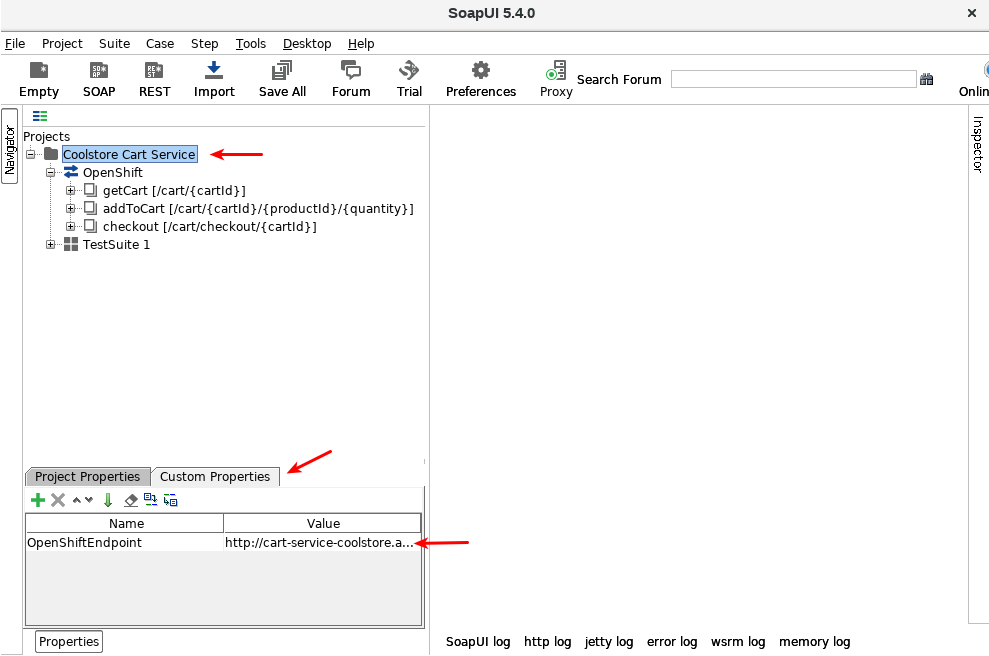 SoapUI 5.4.0
File Project Suite Case Step Tools Desktop Help
Empty SOAP REST Import Save All Forum Trial Preferences Proxy Search Forum Onlin
Navigator
Projects
Coolstore Cart Service
OpenShift
getCart [/cart/{cartId}]
addToCart [/cart/{cartId}/{productId}/{quantity}]
checkout [/cart/checkout/{cartId}]
TestSuite 1
Inspector
Project Properties Custom Properties
Name Value
OpenShiftEndpoint http://cart-service-coolstore.a...
Properties
SoapUI log http log jetty log error log wsrm log memory log